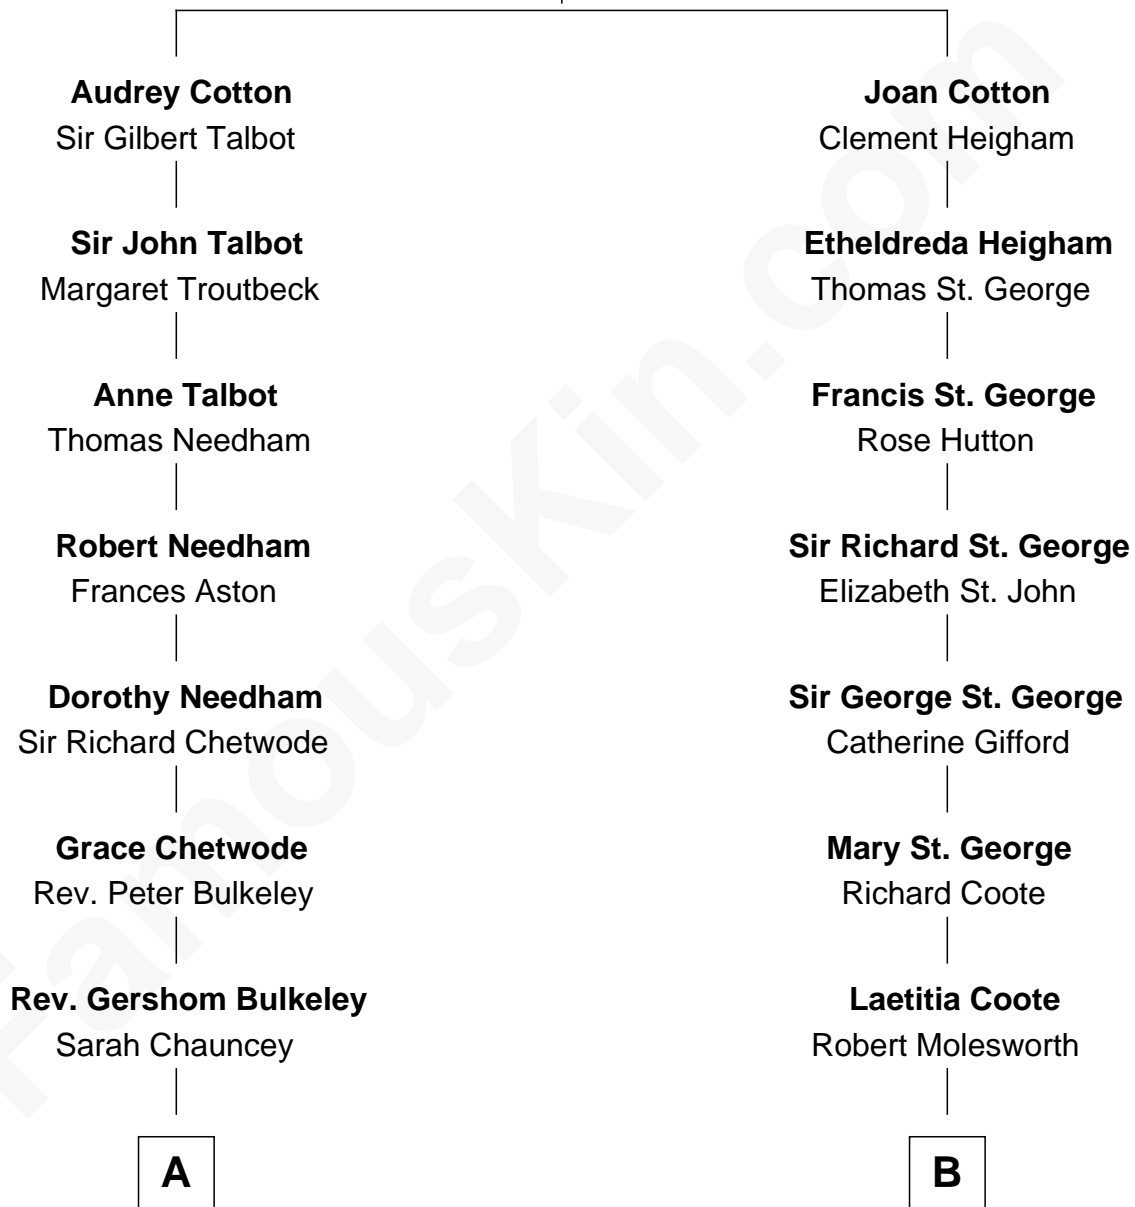 Audrey Cotton
Sir Gilbert Talbot
Sir John Talbot
Margaret Troutbeck
Anne Talbot
Thomas Needham
Robert Needham
Frances Aston
Dorothy Needham
Sir Richard Chetwode
Grace Chetwode
Rev. Peter Bulkeley
Rev. Gershom Bulkeley
Sarah Chauncey
A
Joan Cotton
Clement Heigham
Etheldreda Heigham
Thomas St. George
Francis St. George
Rose Hutton
Sir Richard St. George
Elizabeth St. John
Sir George St. George
Catherine Gifford
Mary St. George
Richard Coote
Laetitia Coote
Robert Molesworth
B
FamousKin.com